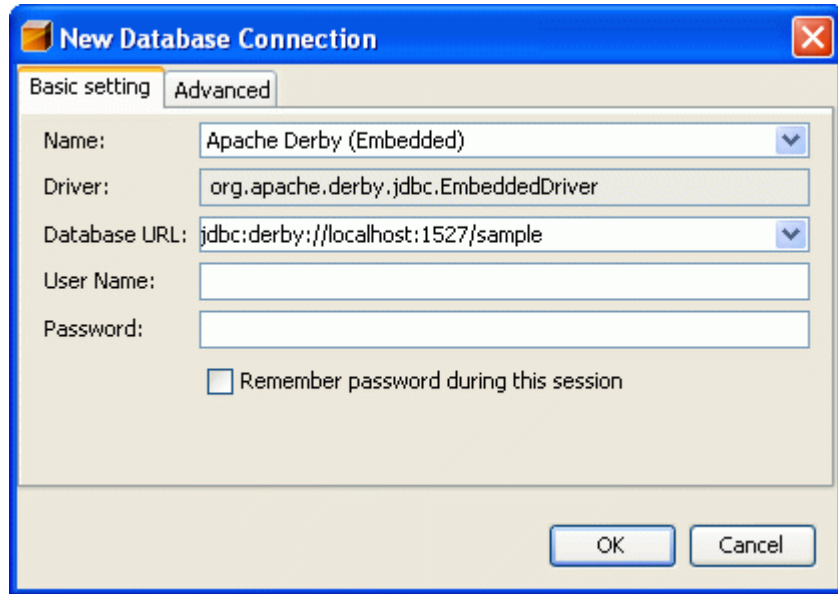 New Database Connection
Basic setting Advanced
Name: Apache Derby (Embedded)
Driver: org.apache.derby.jdbc.EmbeddedDriver
Database URL: jdbc:derby://localhost:1527/sample
User Name:
Password:
Remember password during this session
OK Cancel